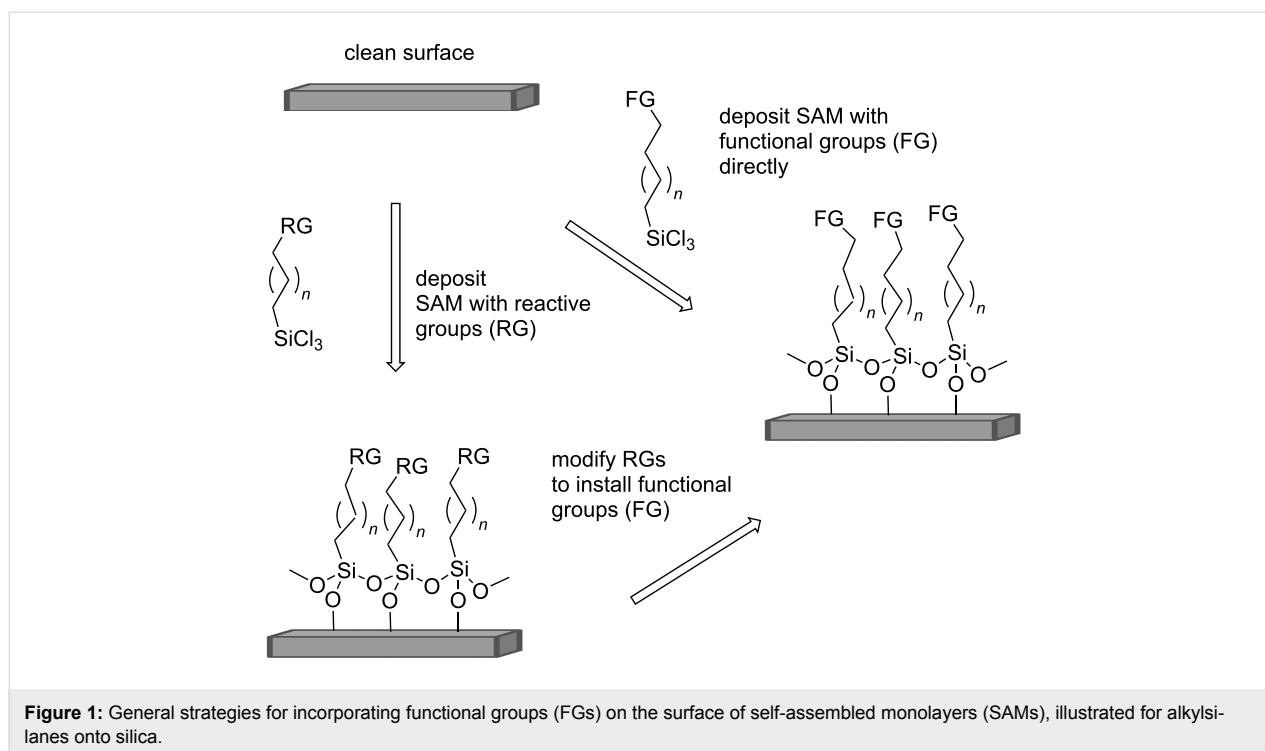 clean surface
FG
n
SiCl3
deposit SAM with
functional groups (FG)
directly
RG
n
SiCl3
deposit
SAM with reactive
groups (RG)
FG FG FG
n n n
Si Si Si
O O O O
O O O
RG RG RG
n n n
Si Si Si
O O O O
O O O
modify RGs
to install functional
groups (FG)
Figure 1: General strategies for incorporating functional groups (FGs) on the surface of self-assembled monolayers (SAMs), illustrated for alkylsi-
lanes onto silica.